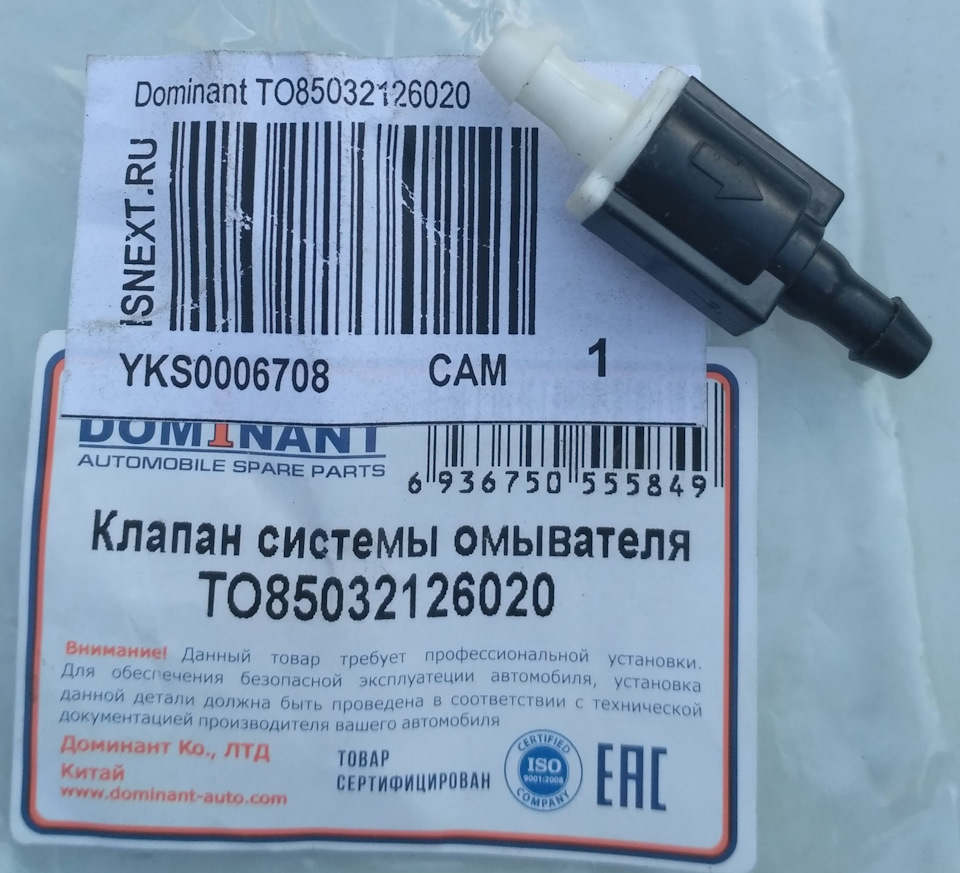 Dominant TO85032126020
ISNEXT.RU
YKS0006708
CAM
1
DOMINANT
AUTOMOBILE SPARE PARTS
6 936750 555849
Клапан системы омывателя
TO85032126020
Внимание! Данный товар требует профессиональной установки.
Для обеспечения безопасной эксплуатеции автомобиля, установка
данной детали должна быть проведена в соответствии с технической
документацией производителя вашего автомобиля
Доминант Ко., ЛТД
Китай
www.dominant-auto.com
ТОВАР
СЕРТИФИЦИРОВАН
CERTIFIED
ISO
9001:2008
COMPANY
EAC